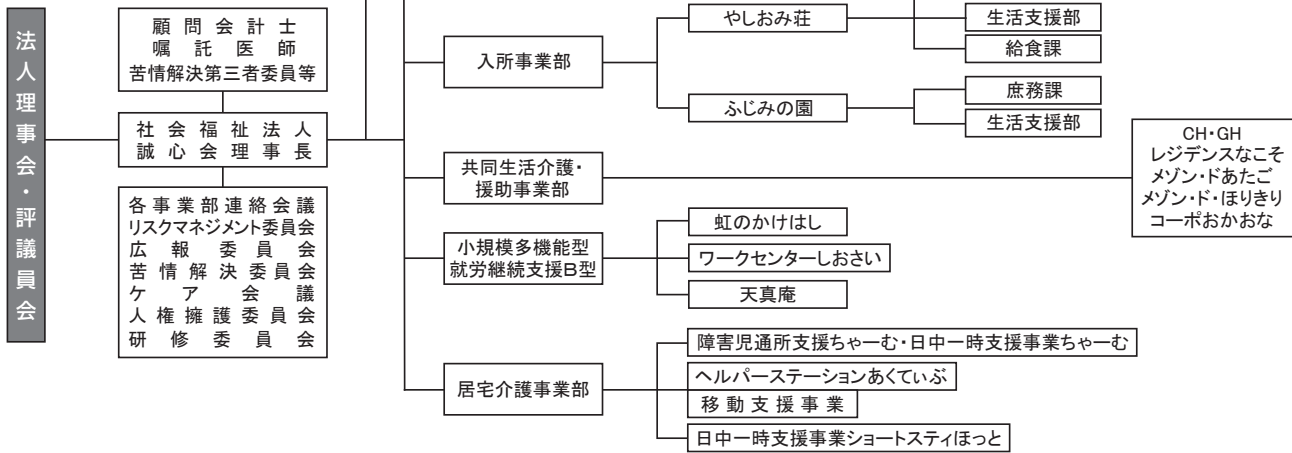 法人理事会・評議員会
顧問会計士
嘱託医師
苦情解決第三者委員等
社会福祉法人
誠心会理事長
各事業部連絡会議
リスクマネジメント委員会
広報委員会
苦情解決委員会
ケア会議
人権擁護委員会
研修委員会
入所事業部
やしおみ荘
生活支援部
給食課
ふじみの園
庶務課
生活支援部
共同生活介護・
援助事業部
CH・GH
レジデンスなこそ
メゾン・ドあたご
メゾン・ド・ほりきり
コーポおかおな
小規模多機能型
就労継続支援B型
虹のかけはし
ワークセンターしおさい
天真庵
居宅介護事業部
障害児通所支援ちゃーむ・日中一時支援事業ちゃーむ
ヘルパーステーションあくてぃぶ
移動支援事業
日中一時支援事業ショートスティほっと